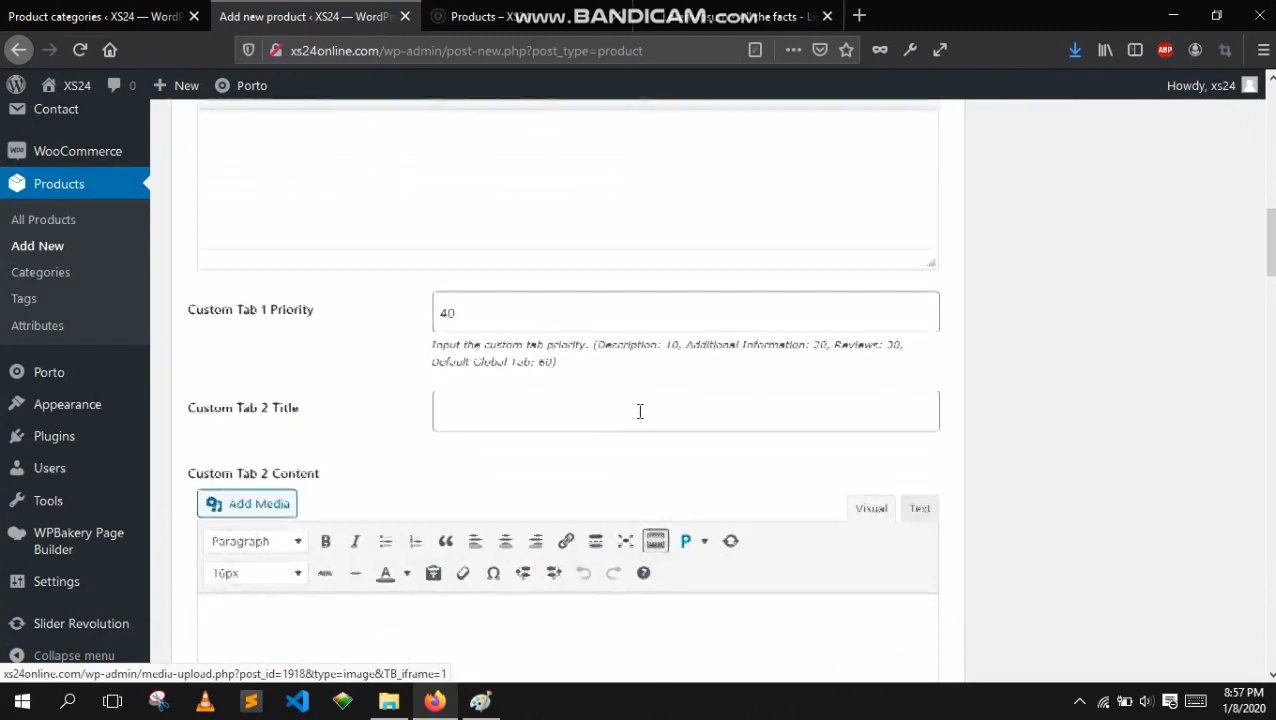 Product categories ‹ XS24 — WordP
Add new product ‹ XS24 — WordP
Products – XS
www.BANDICAM.com
the facts - Li
xs24online.com/wp-admin/post-new.php?post_type=product
ABP
XS24
0
New
Porto
Howdy, xs24
Contact
WooCommerce
Products
All Products
Add New
Categories
Tags
Attributes
Porto
Appearance
Plugins
Users
Tools
WPBakery Page
Builder
Settings
Slider Revolution
Collapse menu
Custom Tab 1 Priority
40
Input the custom tab priority. (Description: 10, Additional Information: 20, Reviews: 30,
Default Global Tab: 60)
Custom Tab 2 Title
Custom Tab 2 Content
Add Media
Visual
Text
Paragraph
16px
xs24online.com/wp-admin/media-upload.php?post_id=1918&type=image&TB_iframe=1
8:57 PM
1/8/2020